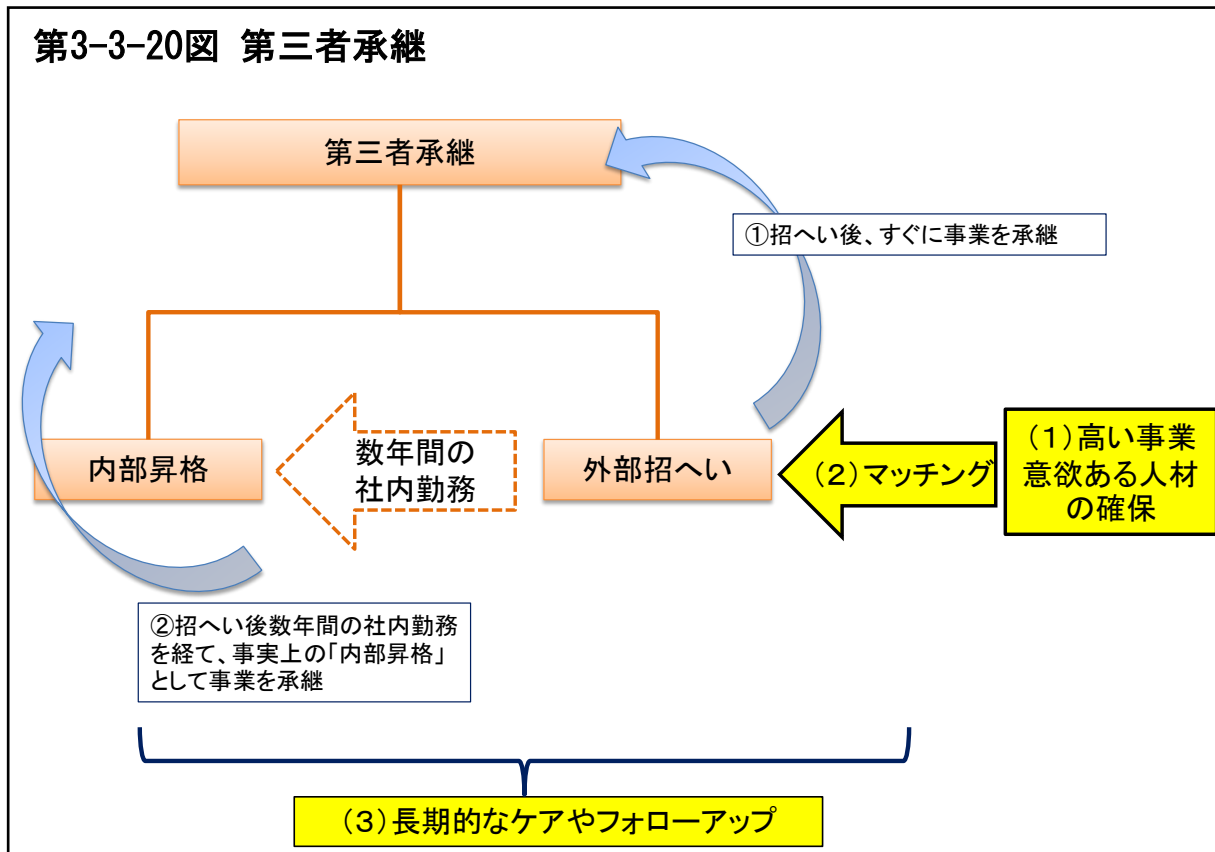 第3-3-20図 第三者承継
第三者承継
①招へい後、すぐに事業を承継
内部昇格
数年間の
社内勤務
外部招へい
(2)マッチング
(1)高い事業
意欲ある人材
の確保
②招へい後数年間の社内勤務
を経て、事実上の「内部昇格」
として事業を承継
(3)長期的なケアやフォローアップ